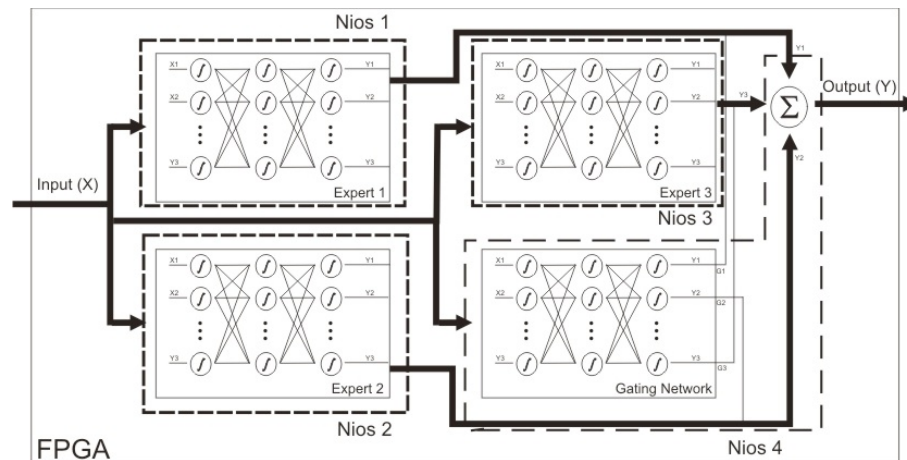 Nios 1
X1
Y1
X2
Y2
Y3
Y3
Expert 1
X1
Y1
X2
Y2
Y3
Y3
Expert 3
Nios 3
Y1
Y3
Σ
Y2
Output (Y)
Input (X)
X1
Y1
X2
Y2
Y3
Y3
Expert 2
Nios 2
X1
Y1
G1
X2
Y2
G2
Y3
Y3
G3
Gating Network
Nios 4
FPGA